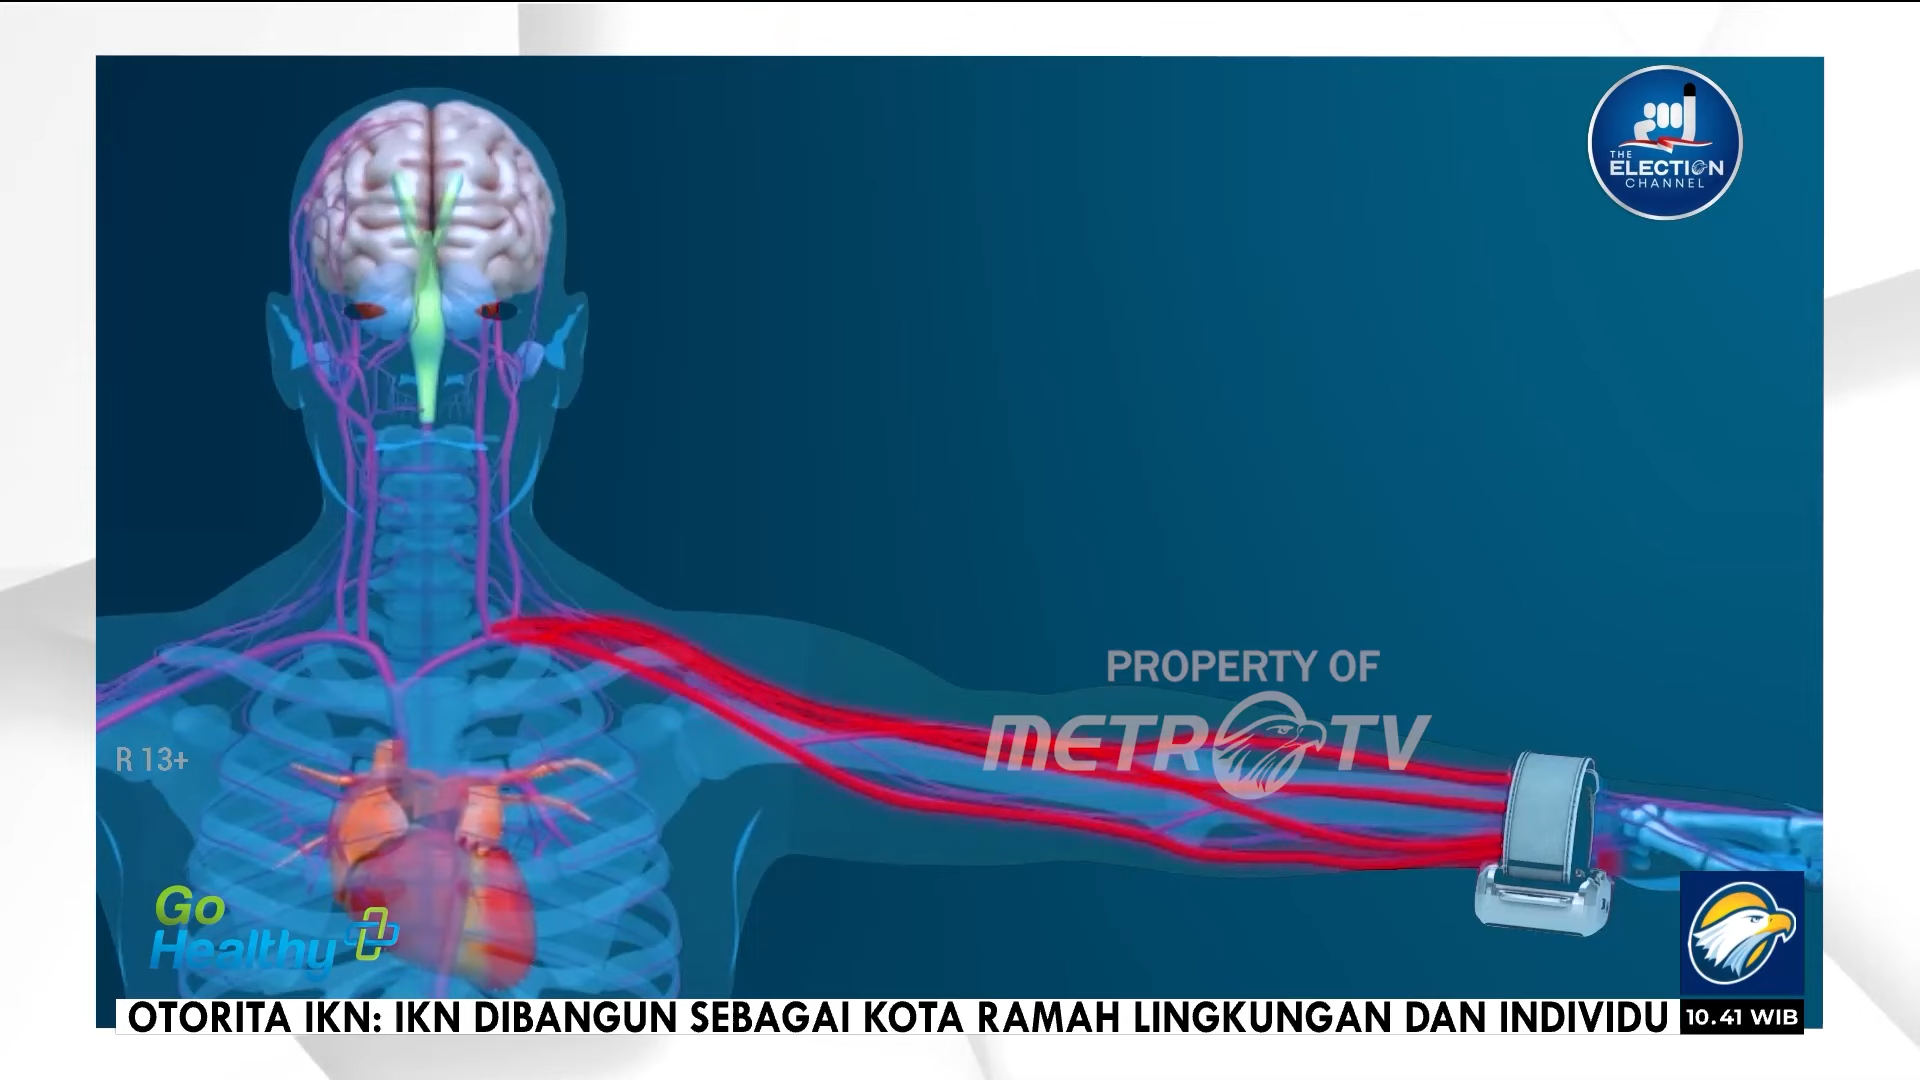 THE
ELECTION
CHANNEL
PROPERTY OF
METRO TV
R 13+
Go
Healthy
OTORITA IKN: IKN DIBANGUN SEBAGAI KOTA RAMAH LINGKUNGAN DAN INDIVIDU
10.41 WIB